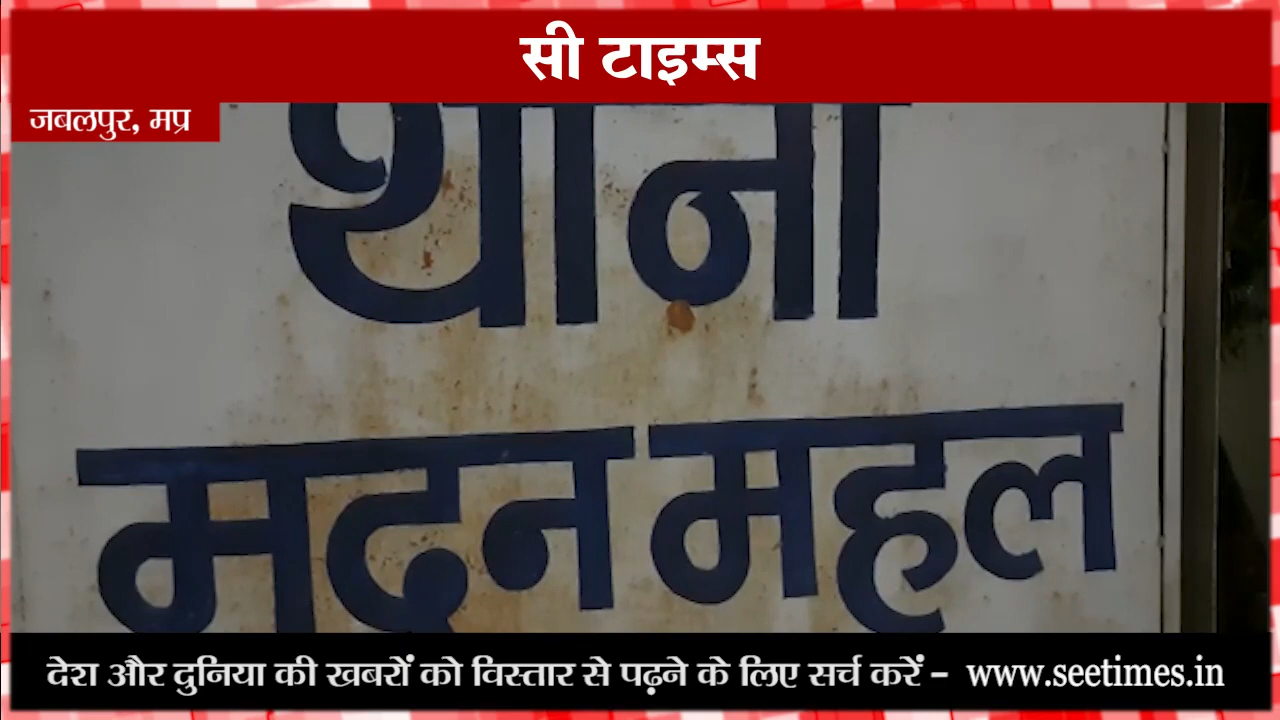 सी टाइम्स
जबलपुर, मप्र
थाना
मदन महल
देश और दुनिया की खबरों को विस्तार से पढ़ने के लिए सर्च करें – www.seetimes.in